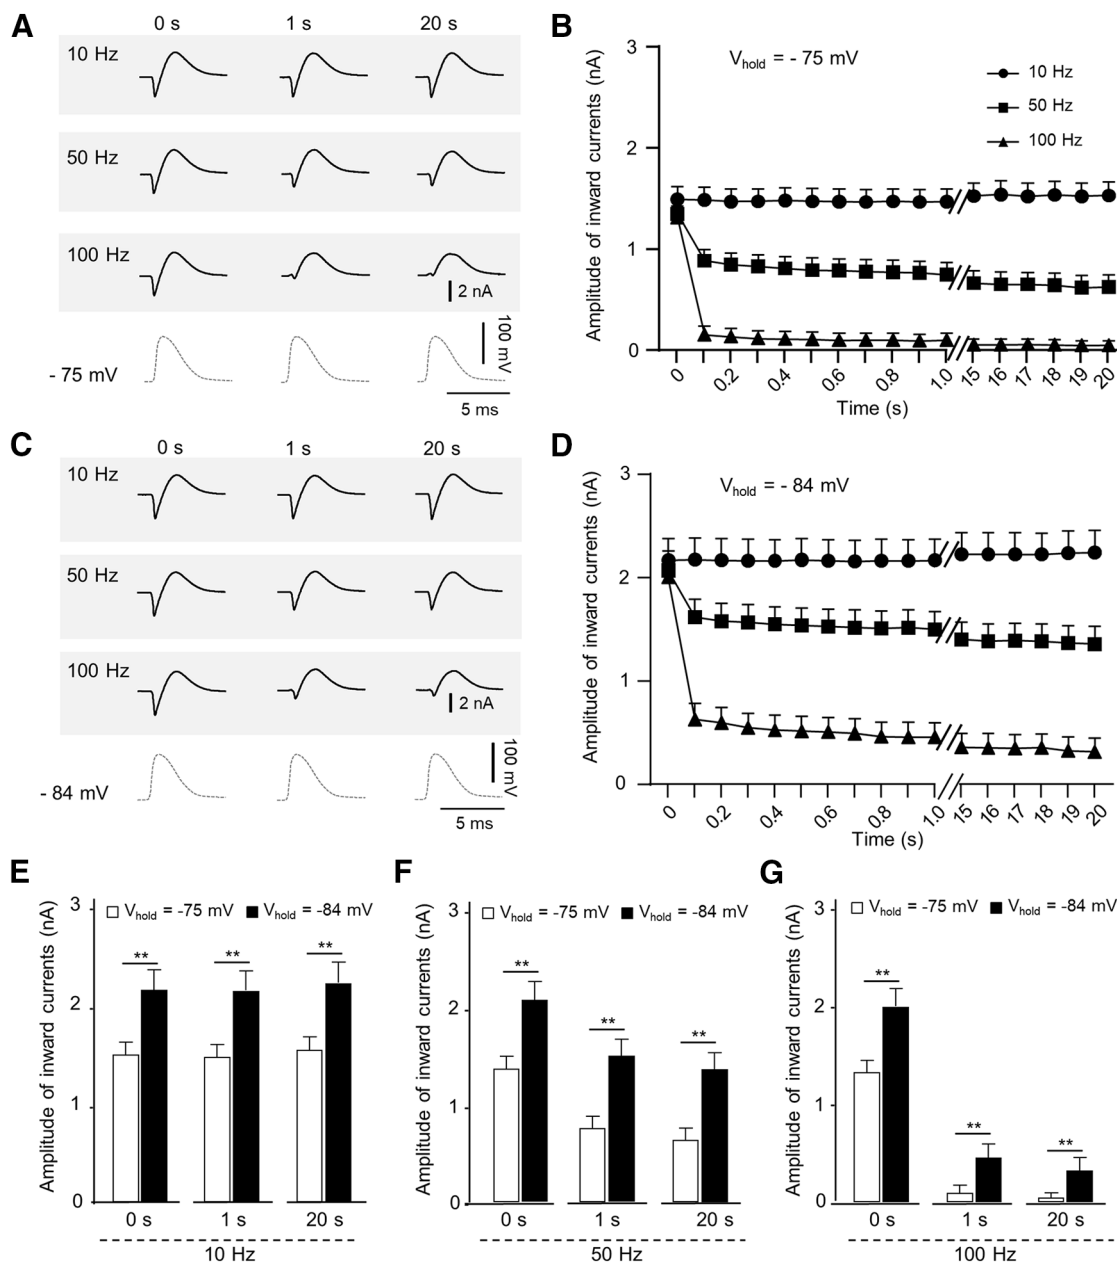 A
0 s 1 s 20 s
10 Hz
50 Hz
100 Hz
2 nA
100 mV
- 75 mV
5 ms
B
Vhold = - 75 mV
10 Hz
50 Hz
100 Hz
Amplitude of inward currents (nA)
3
2
1
0
0 0.2 0.4 0.6 0.8 1.0 15 16 17 18 19 20
Time (s)
C
0 s 1 s 20 s
10 Hz
50 Hz
100 Hz
2 nA
100 mV
- 84 mV
5 ms
D
Vhold = - 84 mV
Amplitude of inward currents (nA)
3
2
1
0
0 0.2 0.4 0.6 0.8 1.0 15 16 17 18 19 20
Time (s)
E
Vhold = -75 mV Vhold = -84 mV
Amplitude of inward currents (nA)
3
2
1
0
** ** **
0 s 1 s 20 s
10 Hz
F
Vhold = -75 mV Vhold = -84 mV
Amplitude of inward currents (nA)
3
2
1
0
** ** **
0 s 1 s 20 s
50 Hz
G
Vhold = -75 mV Vhold = -84 mV
Amplitude of inward currents (nA)
3
2
1
0
** ** **
0 s 1 s 20 s
100 Hz